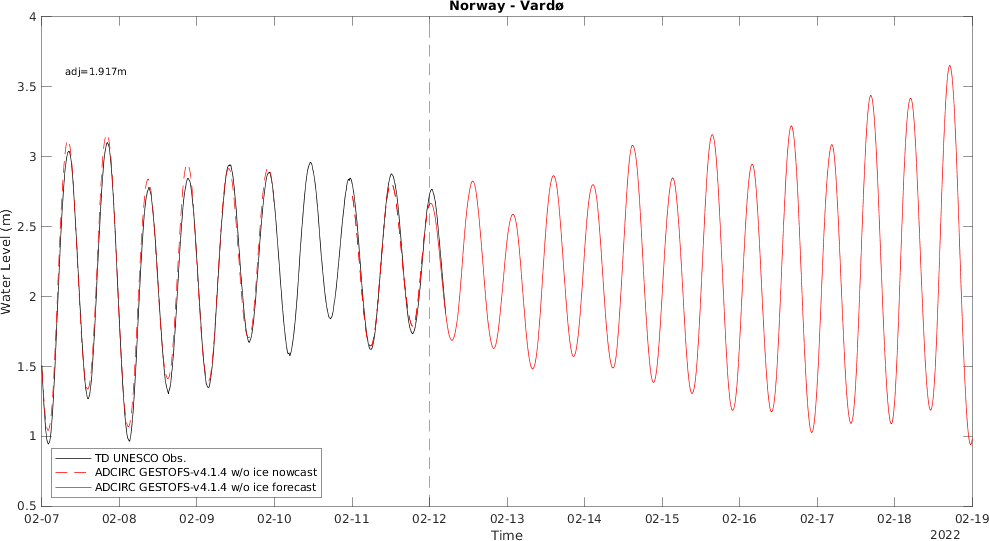 Norway - Vardø
4
adj=1.917m
3.5
3
2.5
2
1.5
1
0.5
Water Level (m)
TD UNESCO Obs.
ADCIRC GESTOFS-v4.1.4 w/o ice nowcast
ADCIRC GESTOFS-v4.1.4 w/o ice forecast
02-07 02-08 02-09 02-10 02-11 02-12 02-13 02-14 02-15 02-16 02-17 02-18 02-19
Time
2022